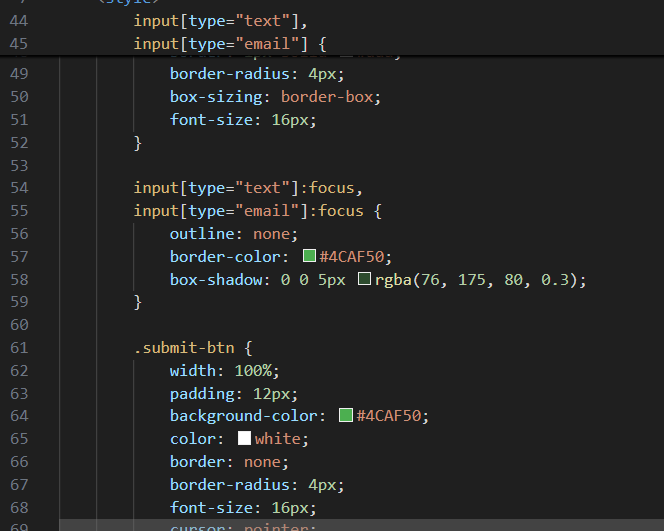 <style>
44 input[type="text"],
45 input[type="email"] {
49 border-radius: 4px;
50 box-sizing: border-box;
51 font-size: 16px;
52 }
53
54 input[type="text"]:focus,
55 input[type="email"]:focus {
56 outline: none;
57 border-color: #4CAF50;
58 box-shadow: 0 0 5px rgba(76, 175, 80, 0.3);
59 }
60
61 .submit-btn {
62 width: 100%;
63 padding: 12px;
64 background-color: #4CAF50;
65 color: white;
66 border: none;
67 border-radius: 4px;
68 font-size: 16px;
69 cursor: pointer;